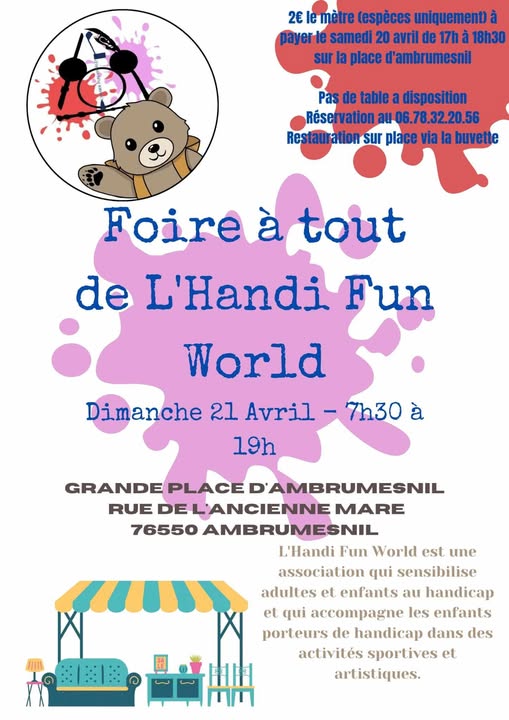 2€ le mètre (espèces uniquement) à
payer le samedi 20 avril de 17h à 18h30
sur la place d'ambrumesnil
Pas de table a disposition
Réservation au 06.78.32.20.56
Restauration sur place via la buvette
Foire à tout
de L'Handi Fun
World
Dimanche 21 Avril - 7h30 à
19h
GRANDE PLACE D'AMBRUMESNIL
RUE DE L'ANCIENNE MARE
76550 AMBRUMESNIL
L'Handi Fun World est une
association qui sensibilise
adultes et enfants au handicap
et qui accompagne les enfants
porteurs de handicap dans des
activités sportives et
artistiques.